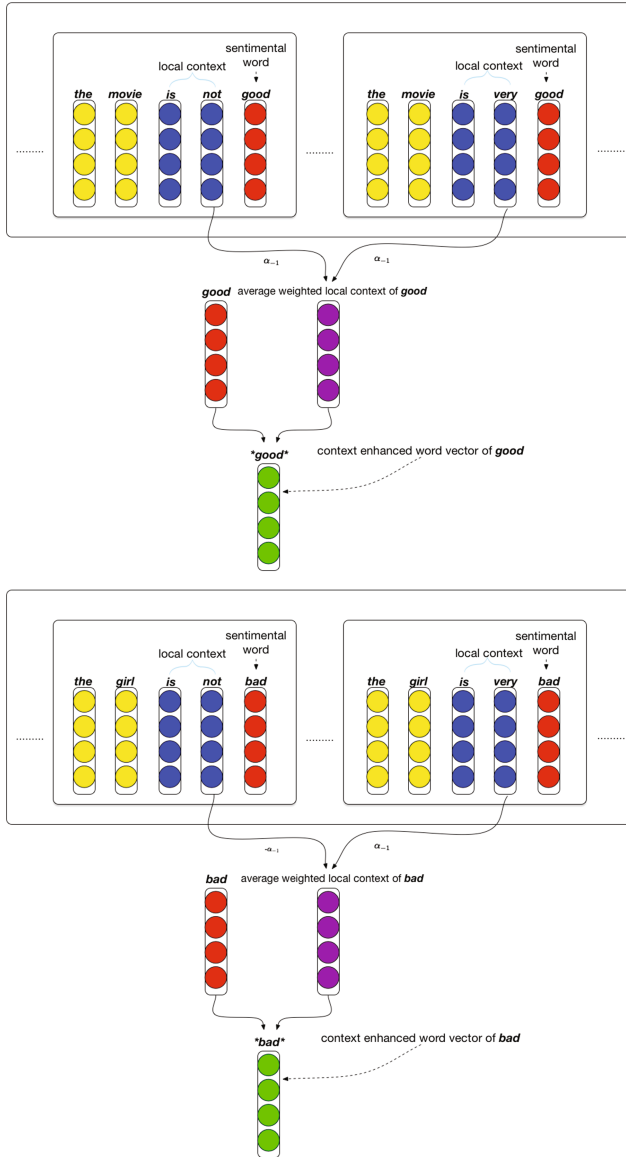 sentimental sentimental
word word
local context local context
the movie is not good the movie is very good
......... ......... .........
α₋₁ α₋₁
good average weighted local context of good
*good* context enhanced word vector of good
sentimental sentimental
word word
local context local context
the girl is not bad the girl is very bad
......... ......... .........
-α₋₁ α₋₁
bad average weighted local context of bad
*bad* context enhanced word vector of bad